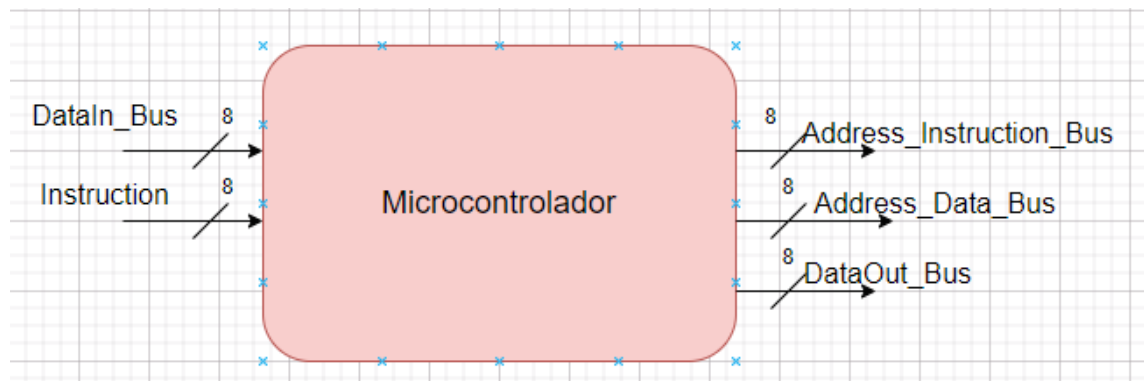 DataIn_Bus
8
Instruction
8
Microcontrolador
8
Address_Instruction_Bus
8
Address_Data_Bus
8
DataOut_Bus